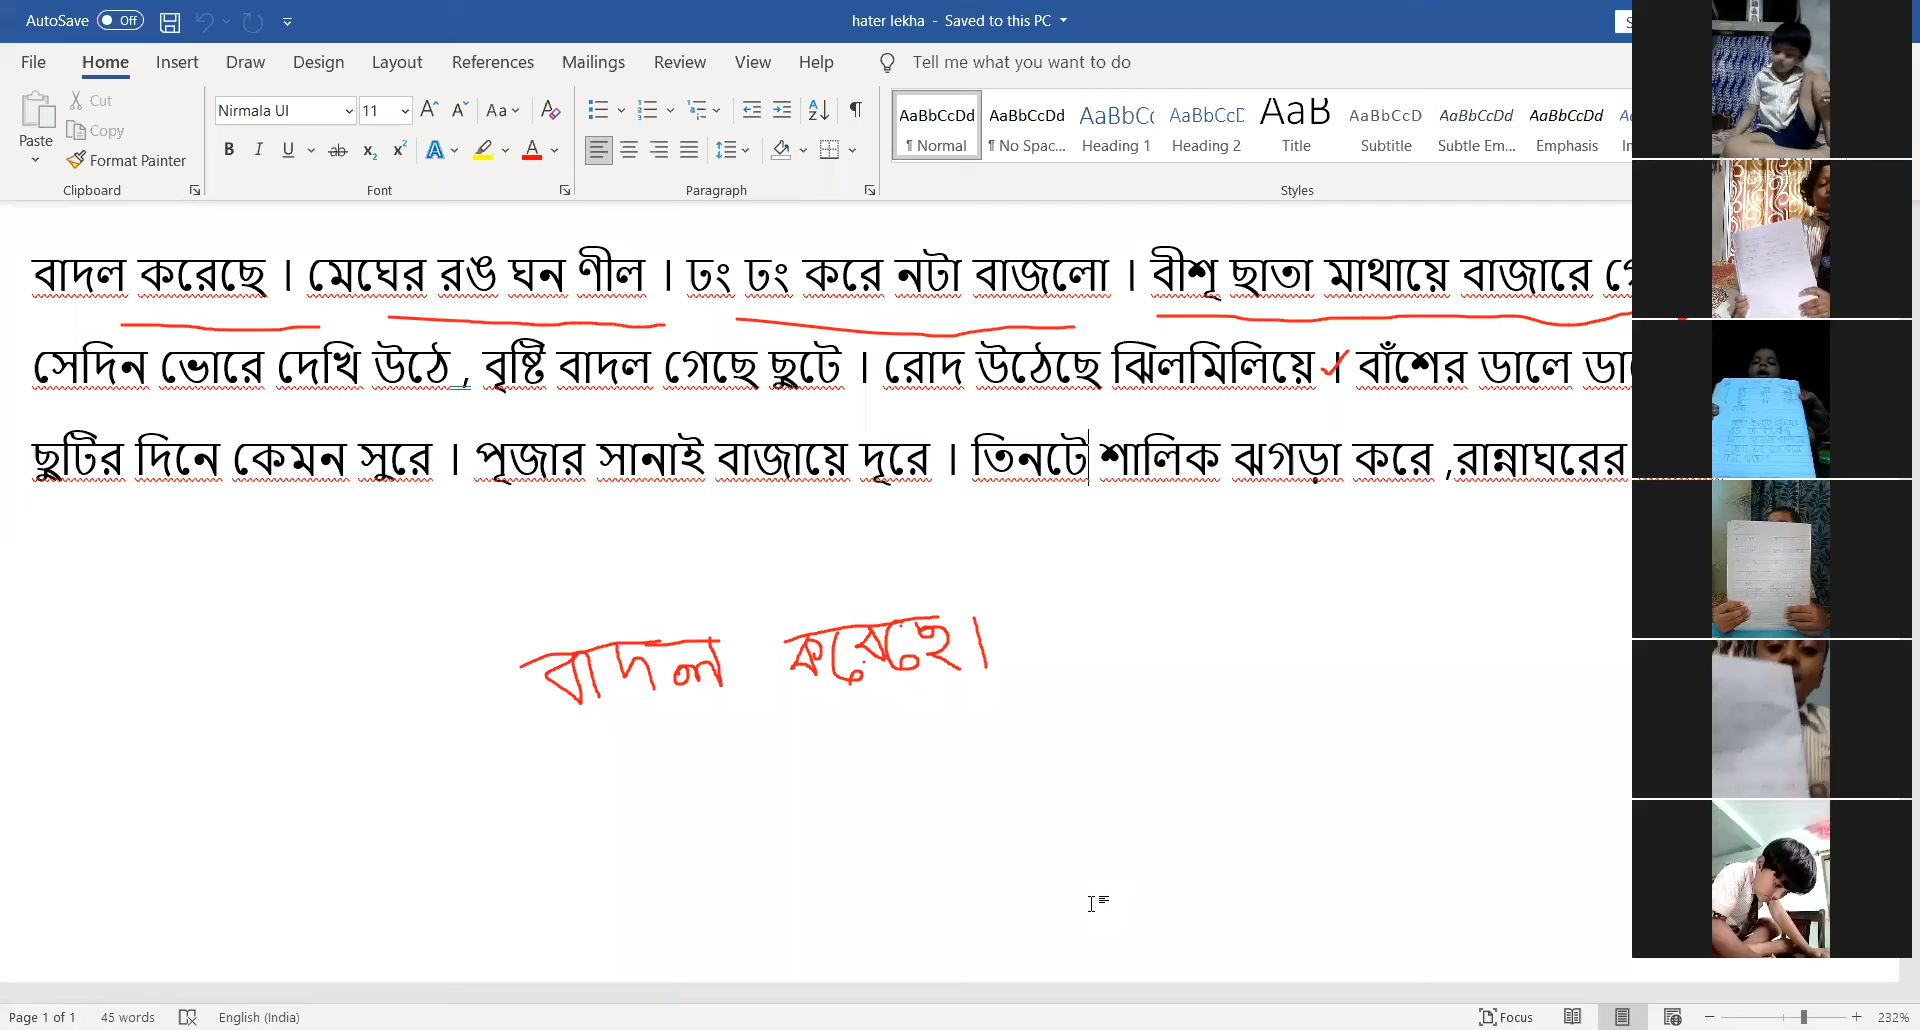 AutoSave Off hater lekha - Saved to this PC
File Home Insert Draw Design Layout References Mailings Review View Help Tell me what you want to do
Paste Cut Copy Format Painter
Nirmala UI 11
AaBbCcDd AaBbCcDd AaBbCc AaBbCcC AaB AaBbCcD AaBbCcDd AaBbCcDd
¶ Normal ¶ No Spac... Heading 1 Heading 2 Title Subtitle Subtle Em... Emphasis
Clipboard Font Paragraph Styles
বাদল করেছে । মেঘের রঙ ঘন ণীল । ঢং ঢং করে নটা বাজলো । বীশূ ছাতা মাথায়ে বাজারে
সেদিন ভোরে দেখি উঠে , বৃষ্টি বাদল গেছে ছুটে । রোদ উঠেছে ঝিলমিলিয়ে । বাঁশের ডালে
ছুটির দিনে কেমন সুরে । পূজার সানাই বাজায়ে দূরে । তিনটে শালিক ঝগড়া করে ,রান্নাঘরের
বাদল করেছে।
Page 1 of 1 45 words English (India) Focus 232%